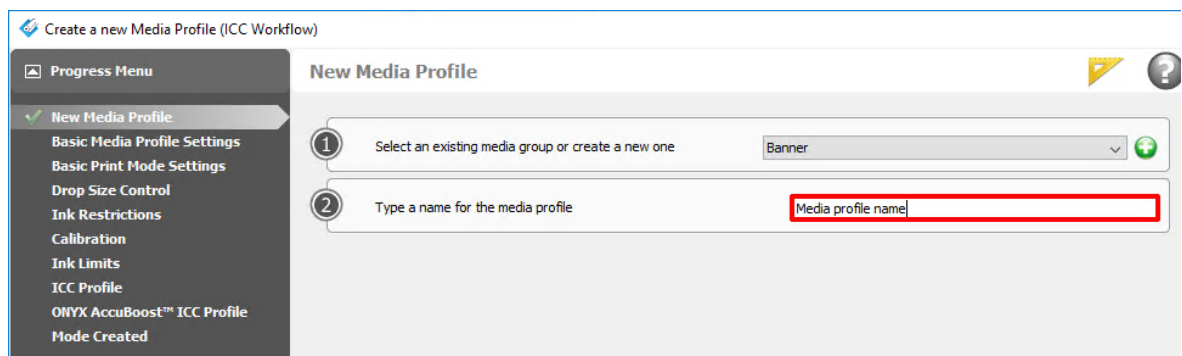 Create a new Media Profile (ICC Workflow)
Progress Menu
New Media Profile
Basic Media Profile Settings
Basic Print Mode Settings
Drop Size Control
Ink Restrictions
Calibration
Ink Limits
ICC Profile
ONYX AccuBoost™ ICC Profile
Mode Created
New Media Profile
?
1 Select an existing media group or create a new one Banner
2 Type a name for the media profile Media profile name